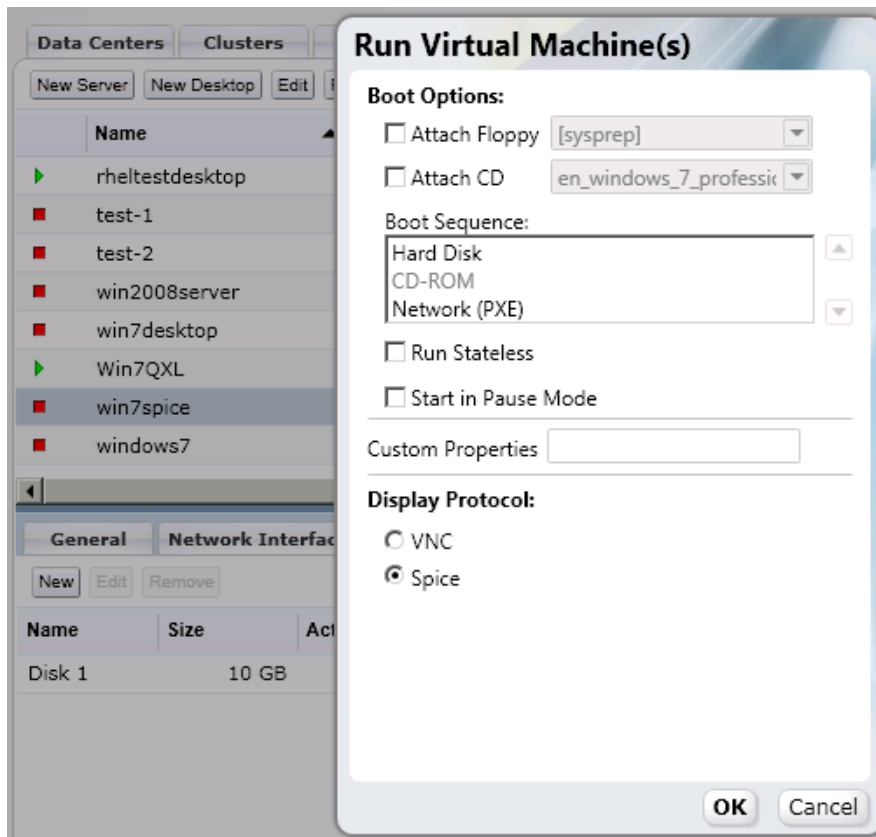 Data Centers Clusters
New Server New Desktop Edit
Name
rheltestdesktop
test-1
test-2
win2008server
win7desktop
Win7QXL
win7spice
windows7
General Network Interfac
New Edit Remove
Name Size Act
Disk 1 10 GB
Run Virtual Machine(s)
Boot Options:
Attach Floppy [sysprep]
Attach CD en_windows_7_professic
Boot Sequence:
Hard Disk
CD-ROM
Network (PXE)
Run Stateless
Start in Pause Mode
Custom Properties
Display Protocol:
VNC
Spice
OK Cancel